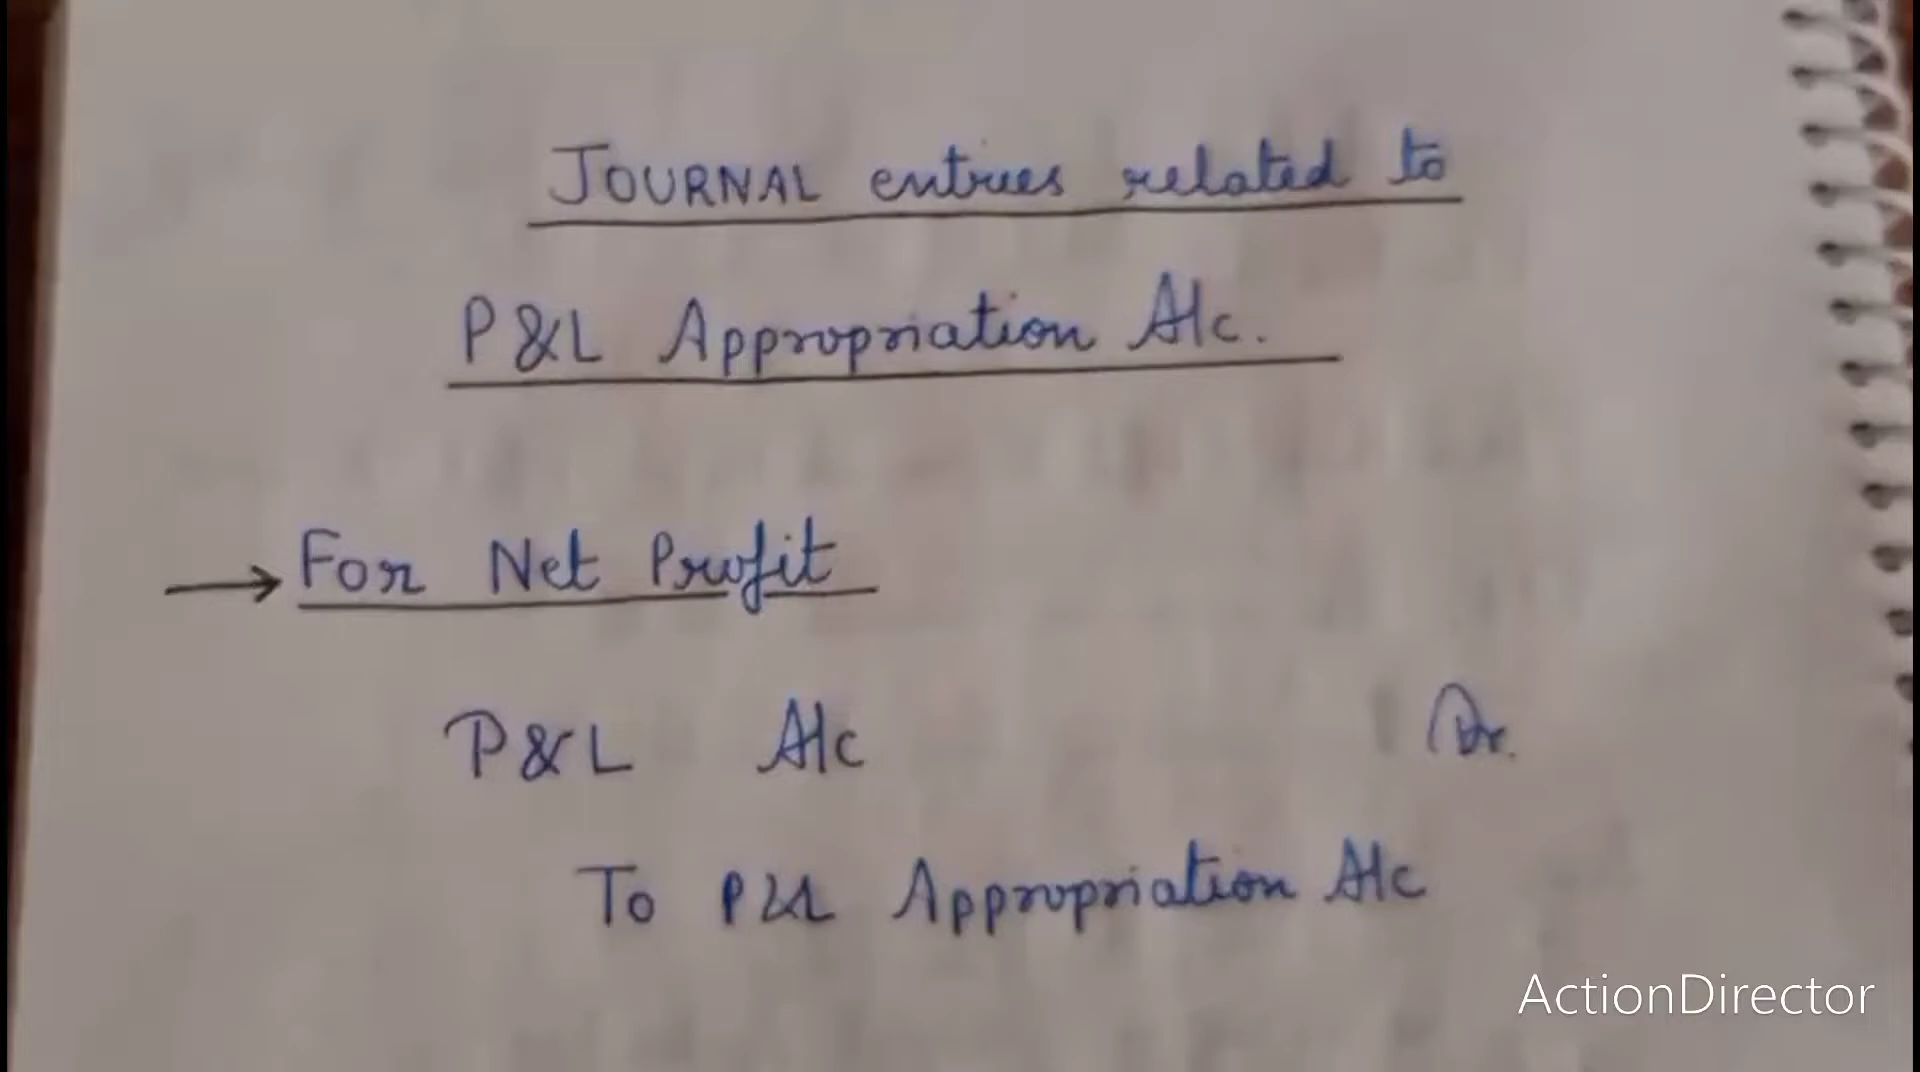 JOURNAL entries related to
P&L Appropriation A/c.
→ For Net Profit
P&L A/c Dr.
To P&L Appropriation A/c
ActionDirector